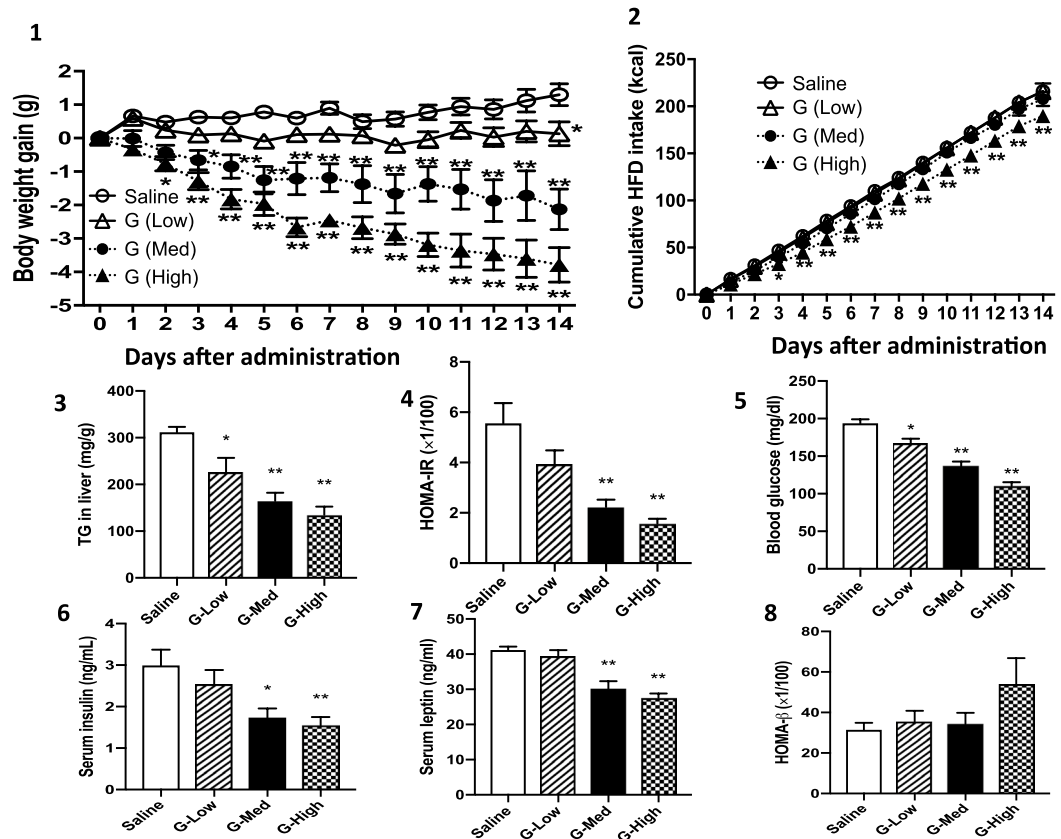 1
Body weight gain (g)
2
1
0
-1
-2
-3
-4
-5
Saline
G (Low)
G (Med)
G (High)
*
* ** ** ** ** ** ** ** ** ** ** **
* ** ** ** ** ** ** ** ** ** ** ** **
0 1 2 3 4 5 6 7 8 9 10 11 12 13 14
Days after administration
2
Cumulative HFD intake (kcal)
250
200
150
100
50
0
Saline
G (Low)
G (Med)
G (High)
* ** ** ** ** ** ** ** ** ** ** **
0 1 2 3 4 5 6 7 8 9 10 11 12 13 14
Days after administration
3
TG in liver (mg/g)
400
300
200
100
0
* ** **
Saline G-Low G-Med G-High
4
HOMA-IR (×1/100)
8
6
4
2
0
** **
Saline G-Low G-Med G-High
5
Blood glucose (mg/dl)
250
200
150
100
50
0
* ** **
Saline G-Low G-Med G-High
6
Serum insulin (ng/mL)
4
3
2
1
0
* **
Saline G-Low G-Med G-High
7
Serum leptin (ng/ml)
50
40
30
20
10
0
** **
Saline G-Low G-Med G-High
8
HOMA-β (×1/100)
80
60
40
20
0
Saline G-Low G-Med G-High